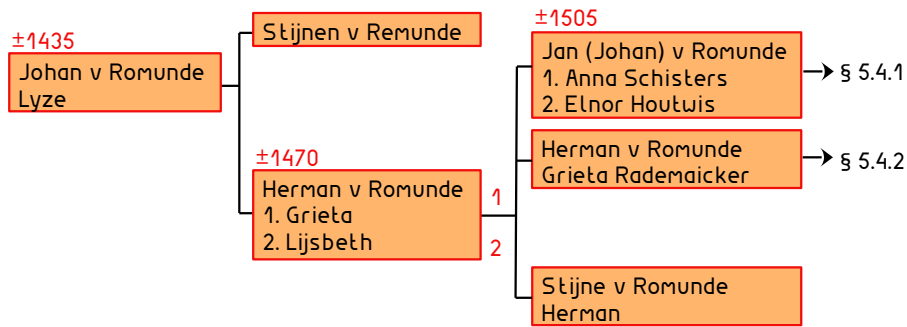 ±1435
Johan v Romunde
Lyze
Stijnen v Remunde
±1470
Herman v Romunde
1. Grieta
2. Lijsbeth
1
2
±1505
Jan (Johan) v Romunde
1. Anna Schisters
2. Elnor Houtwis
§ 5.4.1
Herman v Romunde
Grieta Rademaicker
§ 5.4.2
Stijne v Romunde
Herman